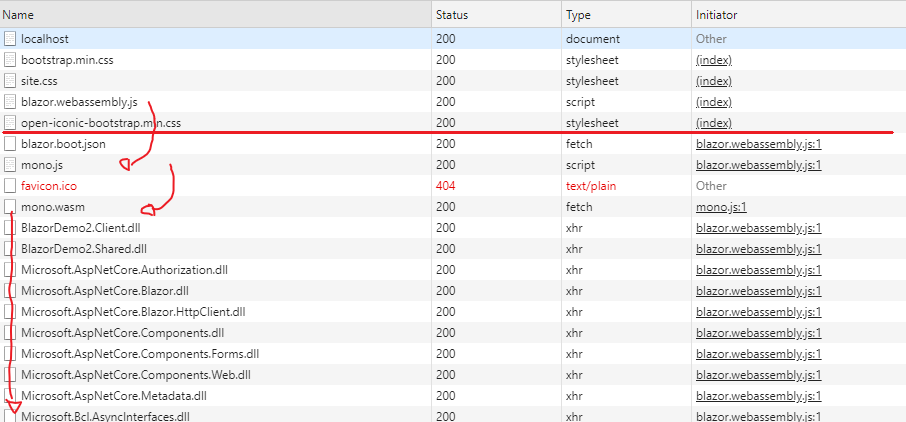 Name Status Type Initiator
localhost 200 document Other
bootstrap.min.css 200 stylesheet (index)
site.css 200 stylesheet (index)
blazor.webassembly.js 200 script (index)
open-iconic-bootstrap.min.css 200 stylesheet (index)
blazor.boot.json 200 fetch blazor.webassembly.js:1
mono.js 200 script blazor.webassembly.js:1
favicon.ico 404 text/plain Other
mono.wasm 200 fetch mono.js:1
BlazorDemo2.Client.dll 200 xhr blazor.webassembly.js:1
BlazorDemo2.Shared.dll 200 xhr blazor.webassembly.js:1
Microsoft.AspNetCore.Authorization.dll 200 xhr blazor.webassembly.js:1
Microsoft.AspNetCore.Blazor.dll 200 xhr blazor.webassembly.js:1
Microsoft.AspNetCore.Blazor.HttpClient.dll 200 xhr blazor.webassembly.js:1
Microsoft.AspNetCore.Components.dll 200 xhr blazor.webassembly.js:1
Microsoft.AspNetCore.Components.Forms.dll 200 xhr blazor.webassembly.js:1
Microsoft.AspNetCore.Components.Web.dll 200 xhr blazor.webassembly.js:1
Microsoft.AspNetCore.Metadata.dll 200 xhr blazor.webassembly.js:1
Microsoft.Bcl.AsyncInterfaces.dll 200 xhr blazor.webassembly.js:1